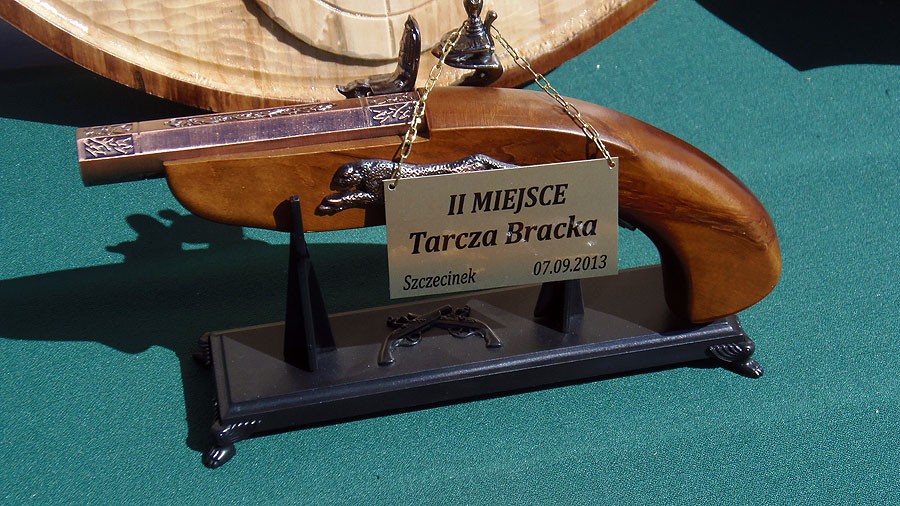 II MIEJSCE
Tarcza Bracka
Szczecinek 07.09.2013